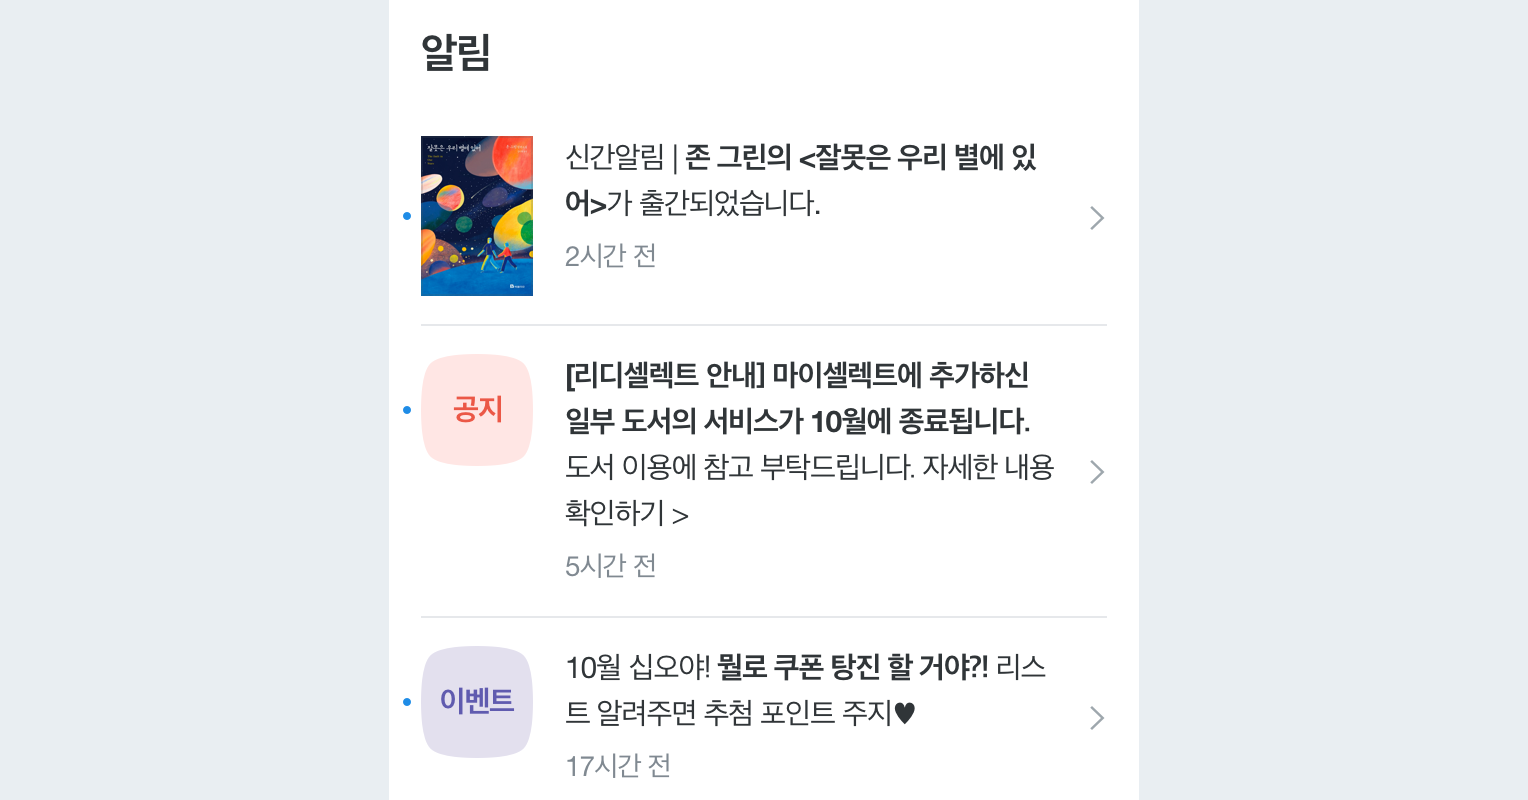 알림
잘못은 우리 별에 있어
신간알림 | 존 그린의 <잘못은 우리 별에 있
어>가 출간되었습니다.
2시간 전
공지
[리디셀렉트 안내] 마이셀렉트에 추가하신
일부 도서의 서비스가 10월에 종료됩니다.
도서 이용에 참고 부탁드립니다. 자세한 내용
확인하기 >
5시간 전
이벤트
10월 십오야! 뭘로 쿠폰 탕진 할 거야?! 리스
트 알려주면 추첨 포인트 주지♥
17시간 전